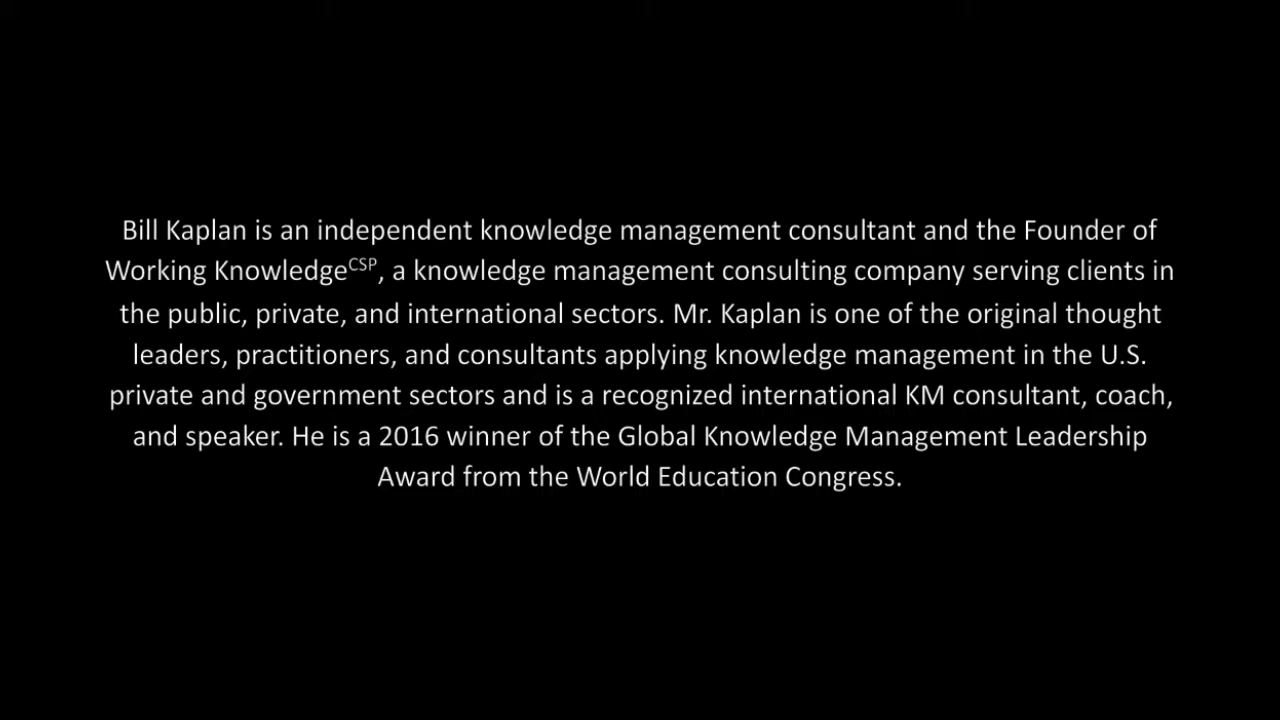 Bill Kaplan is an independent knowledge management consultant and the Founder of
Working Knowledge^CSP, a knowledge management consulting company serving clients in
the public, private, and international sectors. Mr. Kaplan is one of the original thought
leaders, practitioners, and consultants applying knowledge management in the U.S.
private and government sectors and is a recognized international KM consultant, coach,
and speaker. He is a 2016 winner of the Global Knowledge Management Leadership
Award from the World Education Congress.